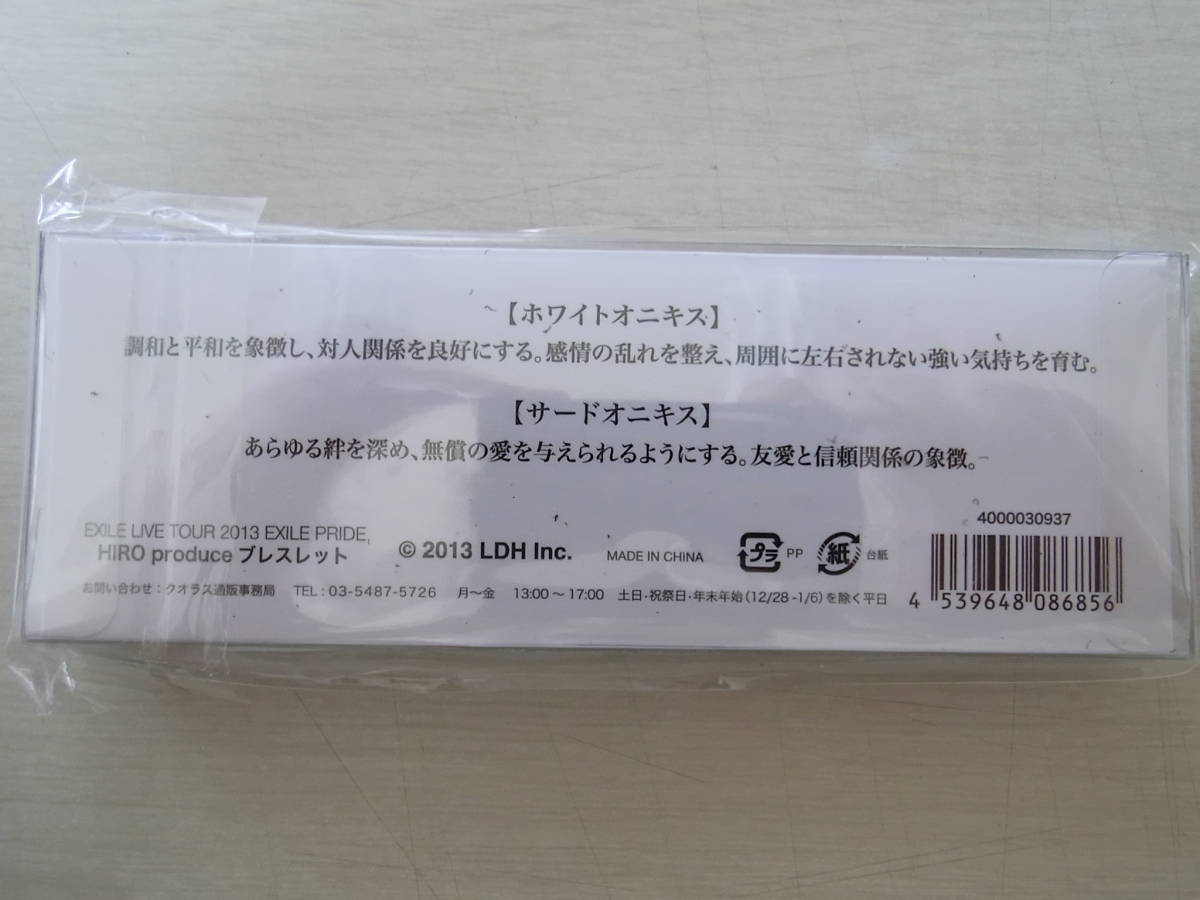 【ホワイトオニキス】
調和と平和を象徴し、対人関係を良好にする。感情の乱れを整え、周囲に左右されない強い気持ちを育む。
【サードオニキス】
あらゆる絆を深め、無償の愛を与えられるようにする。友愛と信頼関係の象徴。
EXILE LIVE TOUR 2013 EXILE PRIDE,
HIRO produce ブレスレット
© 2013 LDH Inc.
MADE IN CHINA
プラ PP
紙 台紙
4000030937
お問い合わせ：クオラス通販事務局 TEL：03-5487-5726 月〜金 13:00〜17:00 土日・祝祭日・年末年始（12/28-1/6）を除く平日
4 539648 086856